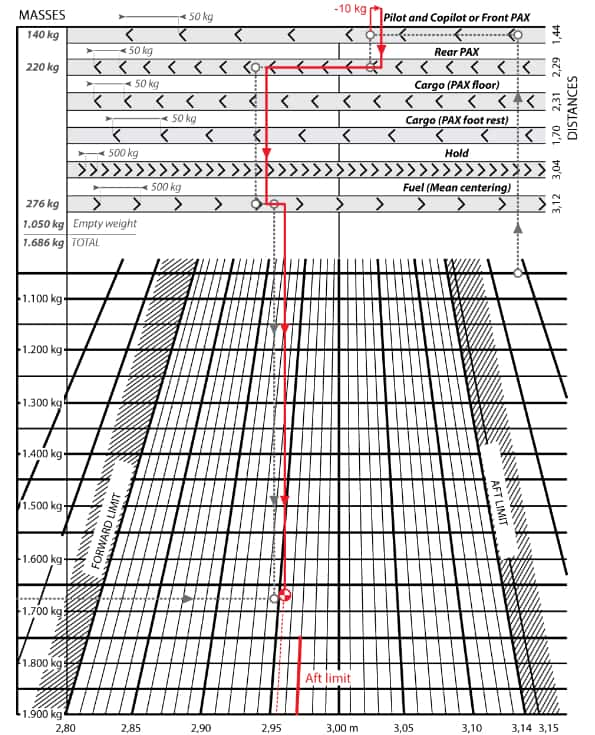 MASSES
50 kg
-10 kg
Pilot and Copilot or Front PAX
140 kg
1,44
50 kg
Rear PAX
220 kg
2,29
50 kg
Cargo (PAX floor)
2,31
DISTANCES
50 kg
Cargo (PAX foot rest)
1,70
500 kg
Hold
3,04
500 kg
Fuel (Mean centering)
276 kg
3,12
1.050 kg Empty weight
1.686 kg TOTAL
1.100 kg
1.200 kg
1.300 kg
1.400 kg
1.500 kg
1.600 kg
1.700 kg
1.800 kg
1.900 kg
FORWARD LIMIT
AFT LIMIT
Aft limit
2,80 2,85 2,90 2,95 3,00 m 3,05 3,10 3,14 3,15